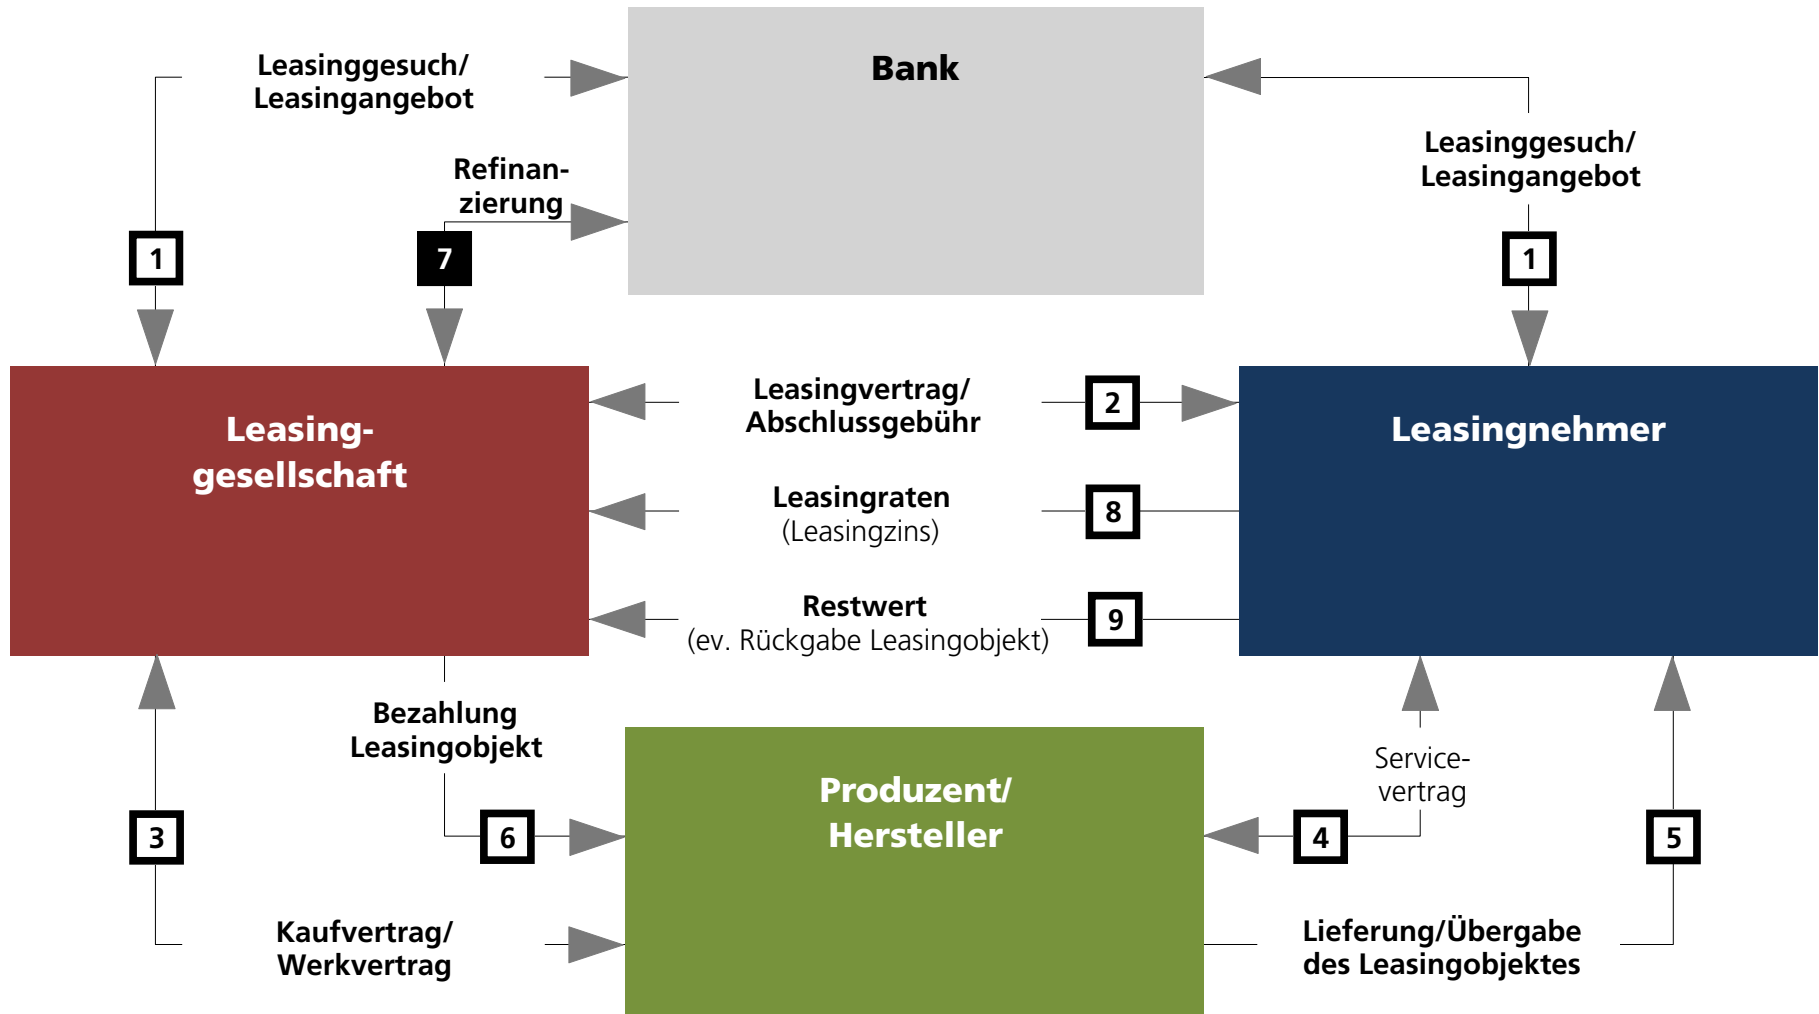 Leasinggesuch/
Leasingangebot
Bank
Leasinggesuch/
Leasingangebot
Refinan-
zierung
1
7
1
Leasing-
gesellschaft
Leasingvertrag/
Abschlussgebühr
2
Leasingnehmer
Leasingraten
(Leasingzins)
8
Restwert
(ev. Rückgabe Leasingobjekt)
9
Bezahlung
Leasingobjekt
3
6
Produzent/
Hersteller
Service-
vertrag
4
5
Kaufvertrag/
Werkvertrag
Lieferung/Übergabe
des Leasingobjektes